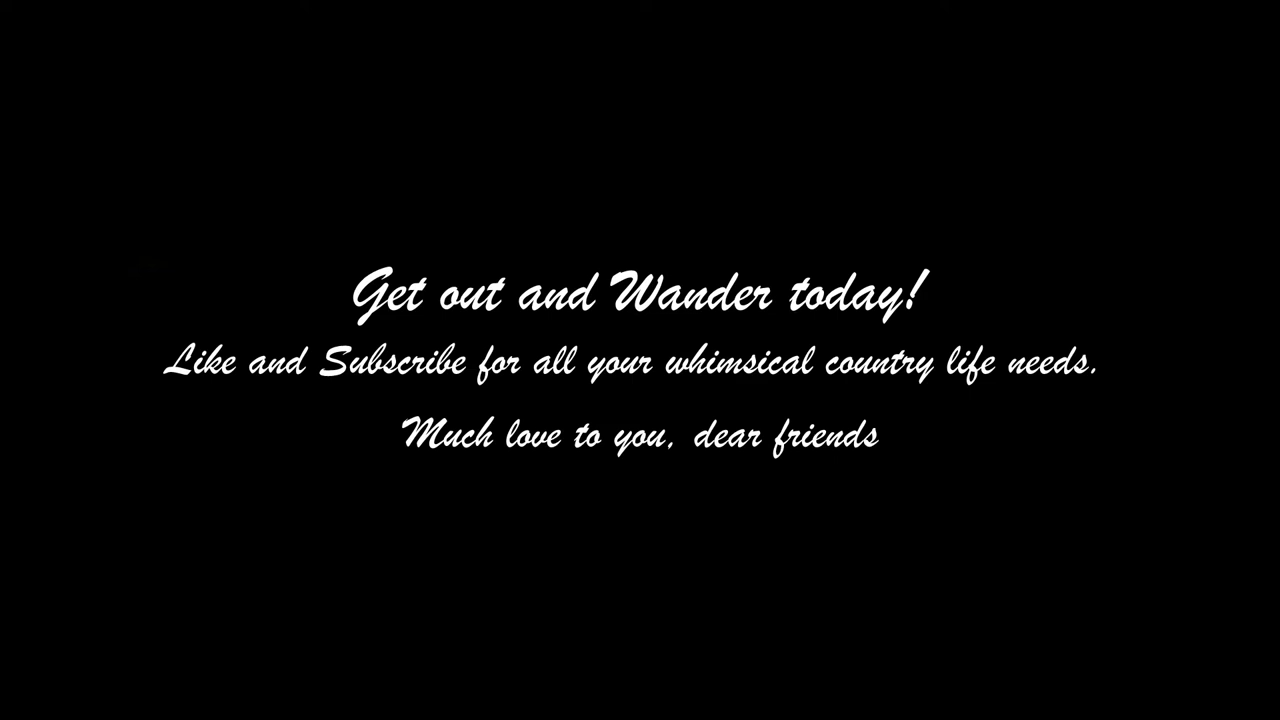 Get out and Wander today!
Like and Subscribe for all your whimsical country life needs.
Much love to you, dear friends